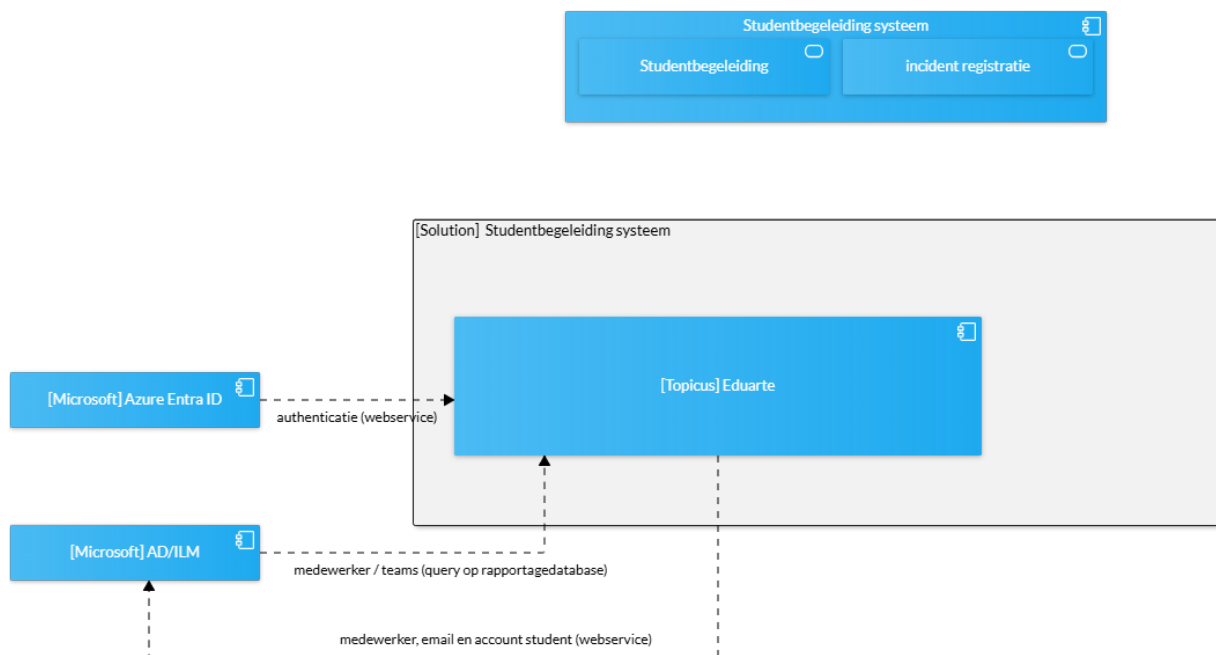 Studentbegeleiding systeem
Studentbegeleiding
incident registratie
[Solution] Studentbegeleiding systeem
[Topicus] Eduarte
[Microsoft] Azure Entra ID
authenticatie (webservice)
[Microsoft] AD/ILM
medewerker / teams (query op rapportagedatabase)
medewerker, email en account student (webservice)